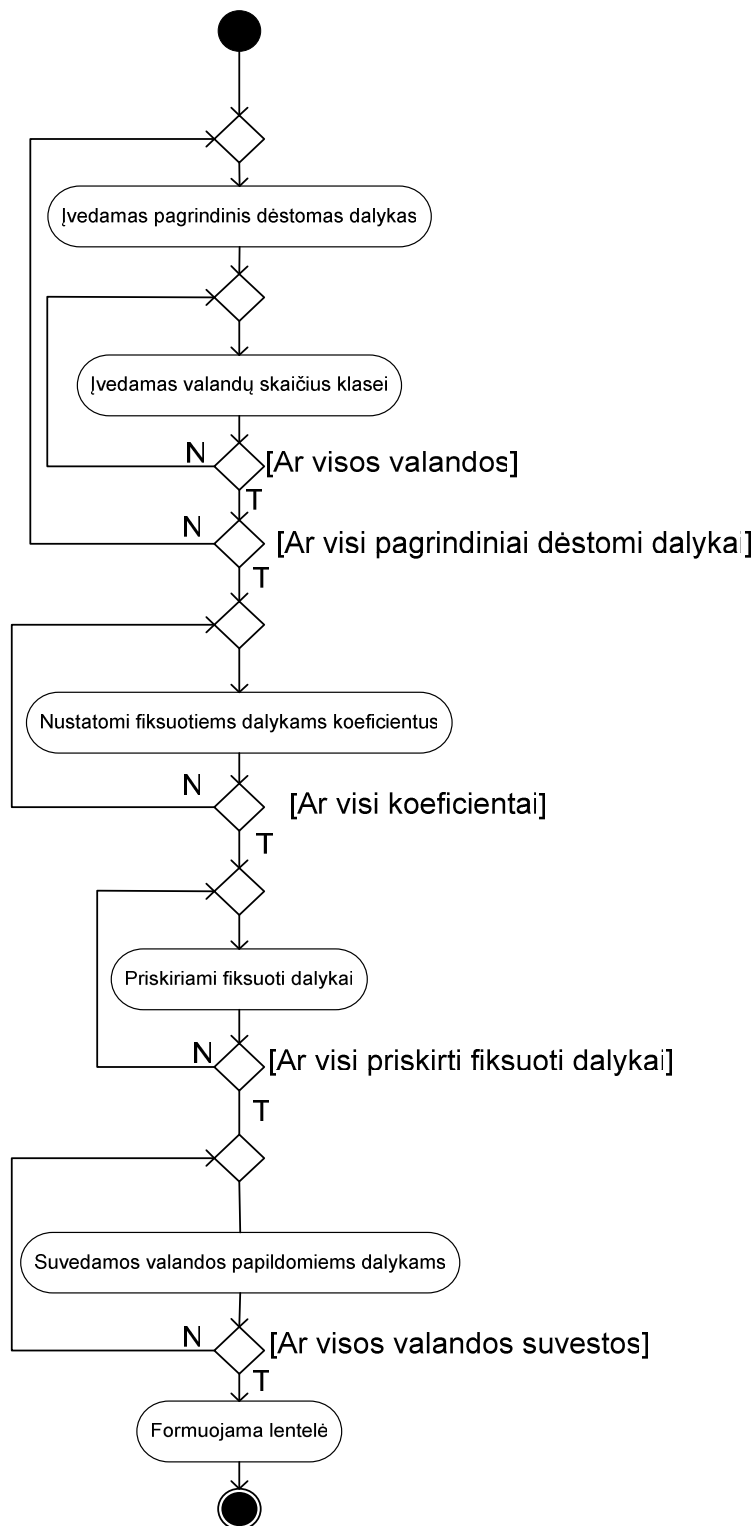 Įvedamas pagrindinis dėstomas dalykas
Įvedamas valandų skaičius klasei
N
[Ar visos valandos]
T
N
[Ar visi pagrindiniai dėstomi dalykai]
T
Nustatomi fiksuotiems dalykams koeficientus
N
[Ar visi koeficientai]
T
Priskiriami fiksuoti dalykai
N
[Ar visi priskirti fiksuoti dalykai]
T
Suvedamos valandos papildomiems dalykams
N
[Ar visos valandos suvestos]
T
Formuojama lentelė